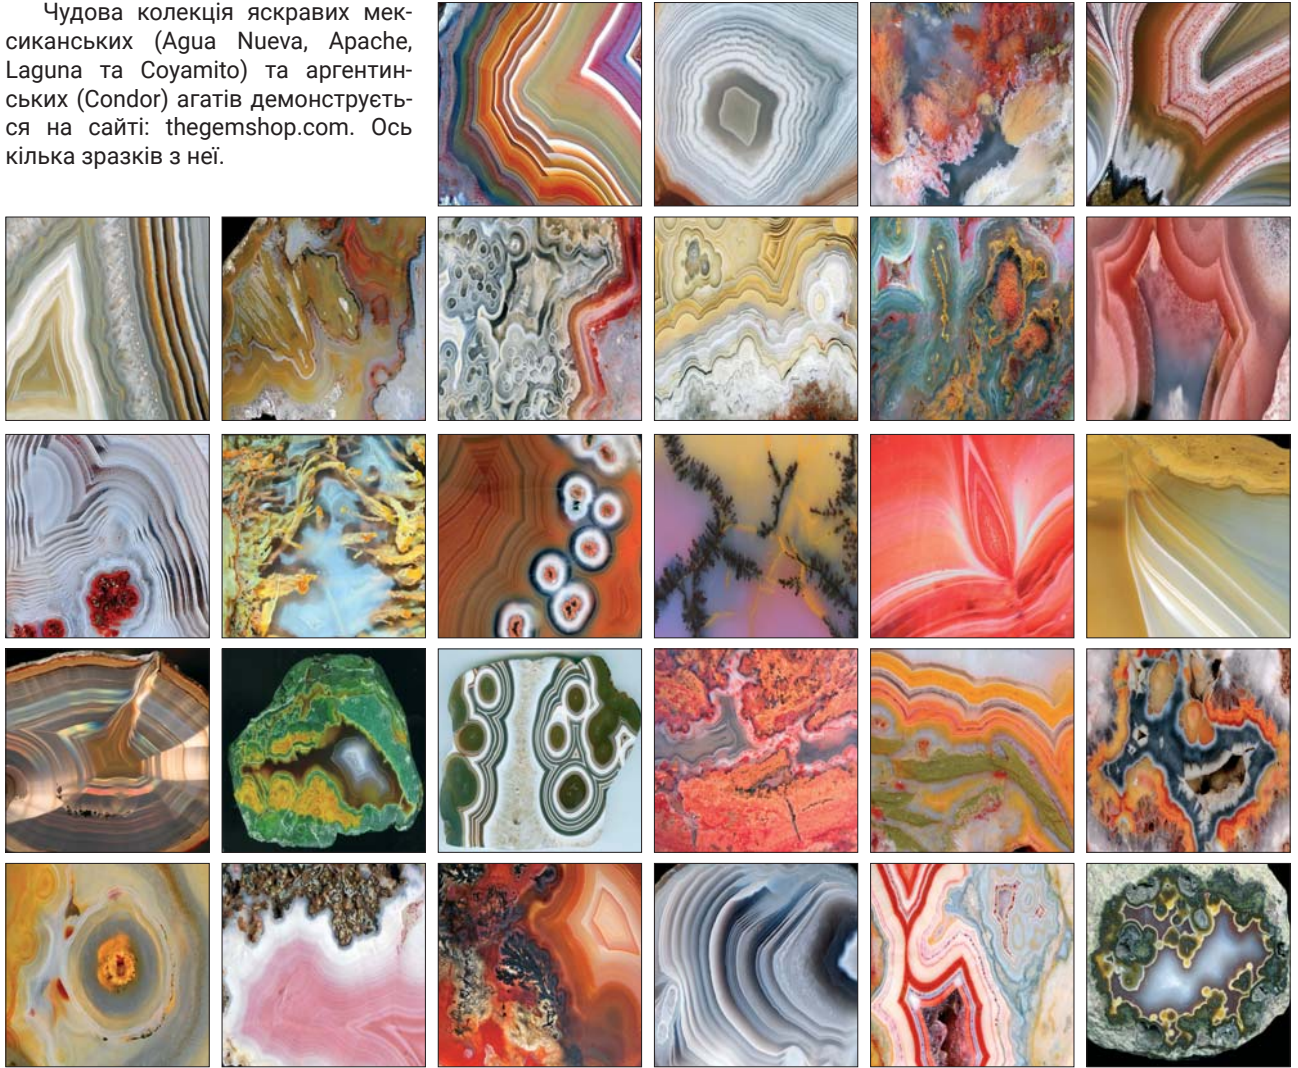 Чудова колекція яскравих мек-
сиканських (Agua Nueva, Apache,
Laguna та Coyamito) та аргентин-
ських (Condor) агатів демонструєть-
ся на сайті: thegemshop.com. Ось
кілька зразків з неї.